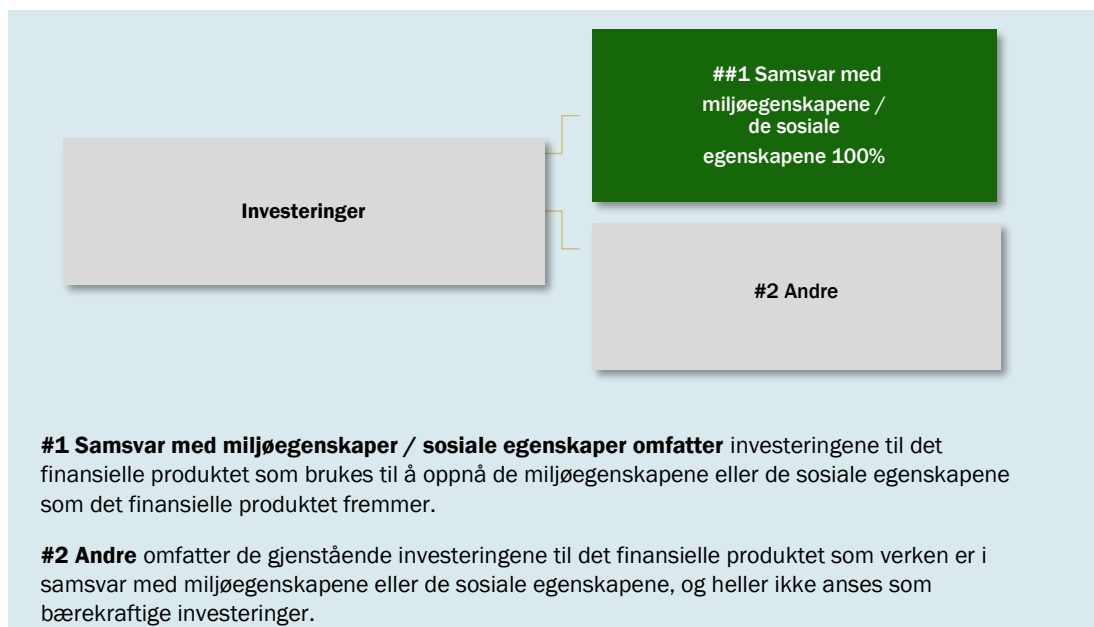 ##1 Samsvar med
miljøegenskapene /
de sosiale
egenskapene 100%
Investeringer
#2 Andre
#1 Samsvar med miljøegenskaper / sosiale egenskaper omfatter investeringene til det
finansielle produktet som brukes til å oppnå de miljøegenskapene eller de sosiale egenskapene
som det finansielle produktet fremmer.
#2 Andre omfatter de gjenstående investeringene til det finansielle produktet som verken er i
samsvar med miljøegenskapene eller de sosiale egenskapene, og heller ikke anses som
bærekraftige investeringer.